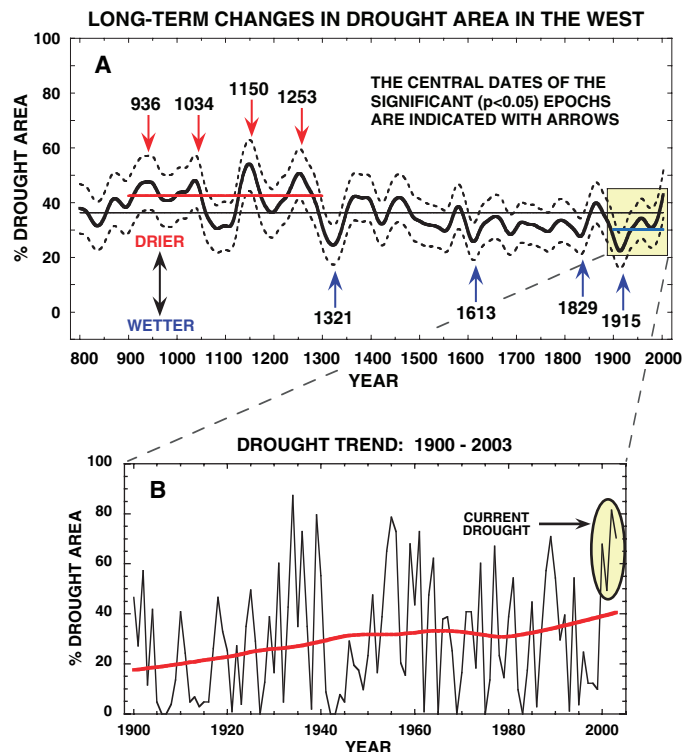 LONG-TERM CHANGES IN DROUGHT AREA IN THE WEST
100
80
60
40
20
0
% DROUGHT AREA
A
936
1034
1150
1253
THE CENTRAL DATES OF THE
SIGNIFICANT (p<0.05) EPOCHS
ARE INDICATED WITH ARROWS
DRIER
WETTER
1321
1613
1829
1915
800 900 1000 1100 1200 1300 1400 1500 1600 1700 1800 1900 2000
YEAR
DROUGHT TREND: 1900 - 2003
100
80
60
40
20
0
% DROUGHT AREA
B
CURRENT
DROUGHT
1900 1920 1940 1960 1980 2000
YEAR